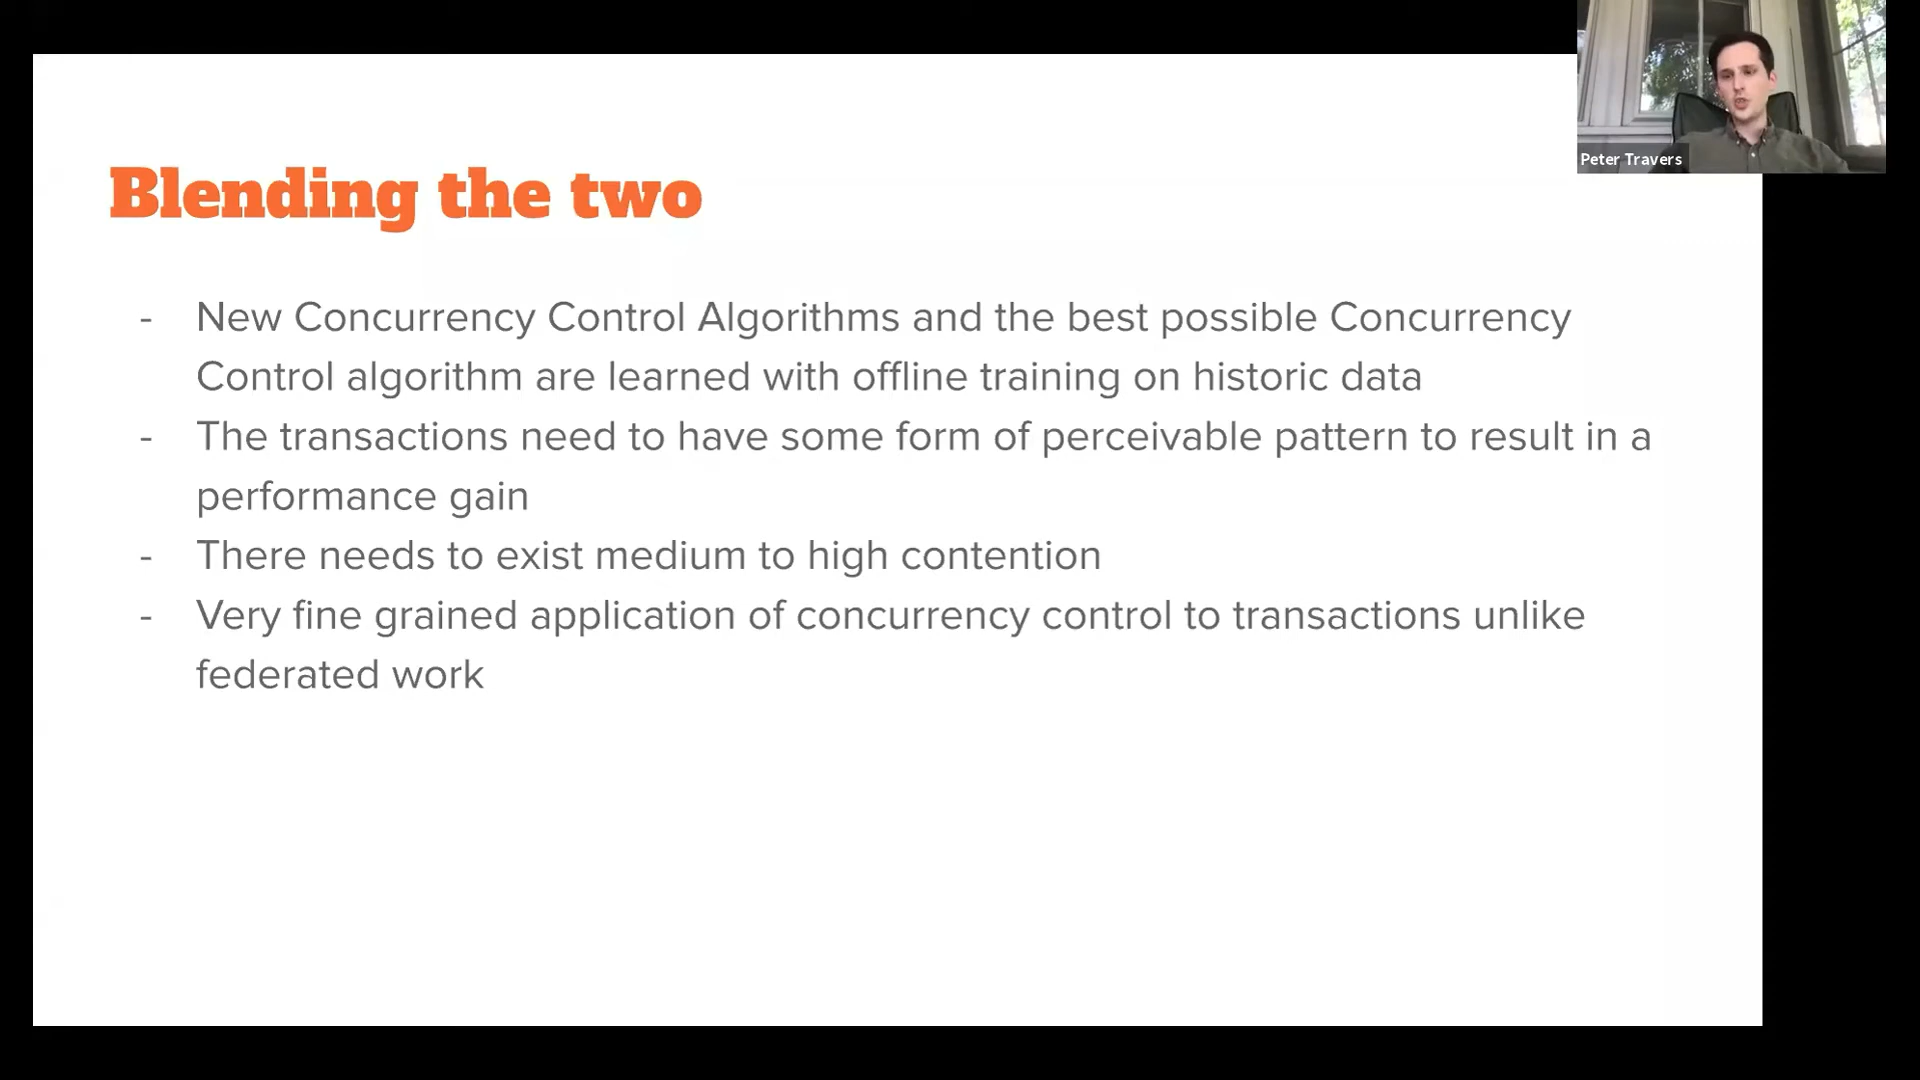 Peter Travers
Blending the two
- New Concurrency Control Algorithms and the best possible Concurrency
Control algorithm are learned with offline training on historic data
- The transactions need to have some form of perceivable pattern to result in a
performance gain
- There needs to exist medium to high contention
- Very fine grained application of concurrency control to transactions unlike
federated work